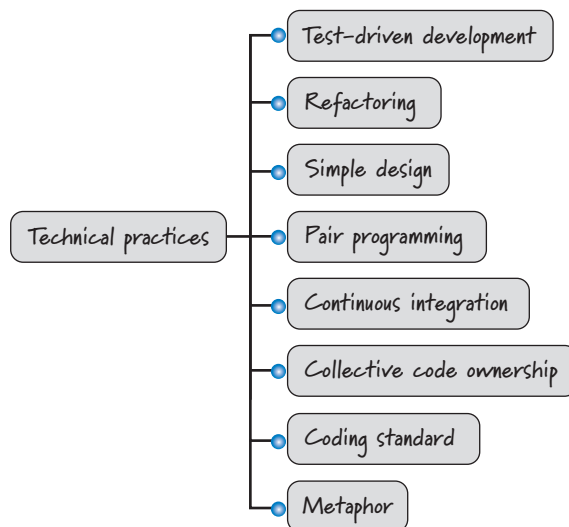 Test-driven development
Refactoring
Simple design
Technical practices
Pair programming
Continuous integration
Collective code ownership
Coding standard
Metaphor